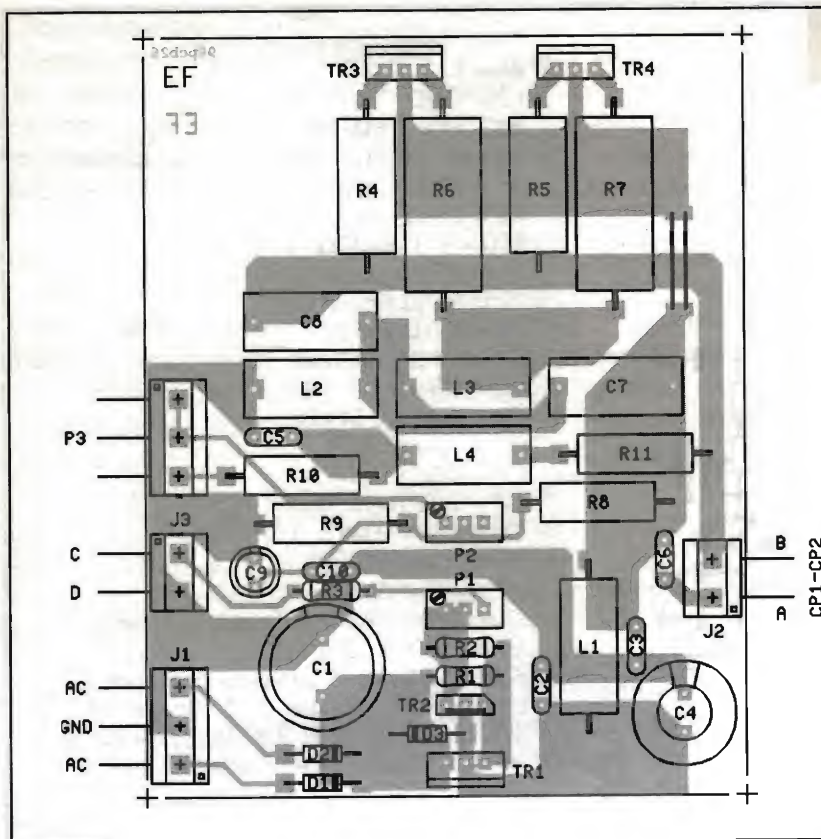 96pcb26
EF
TR3
TR4
EF
R4
R6
R5
R7
C8
L2
L3
C7
P3
C5
L4
R11
R10
R8
R9
P2
J3
B
C
C9
C10
C6
P1
CP1-CP2
D
R3
A
J2
J1
R2
C3
C1
L1
AC
R1
C2
TR2
C4
GND
D3
D2
AC
TR1
D1